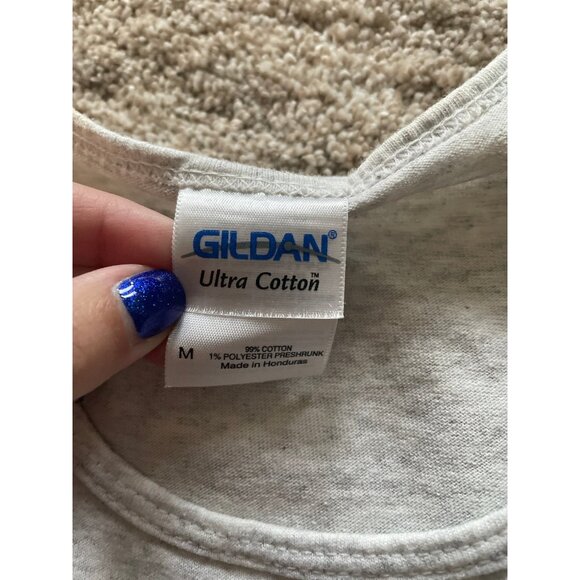 GILDAN®
Ultra Cotton™
M
99% COTTON
1% POLYESTER PRESHRUNK
Made in Honduras